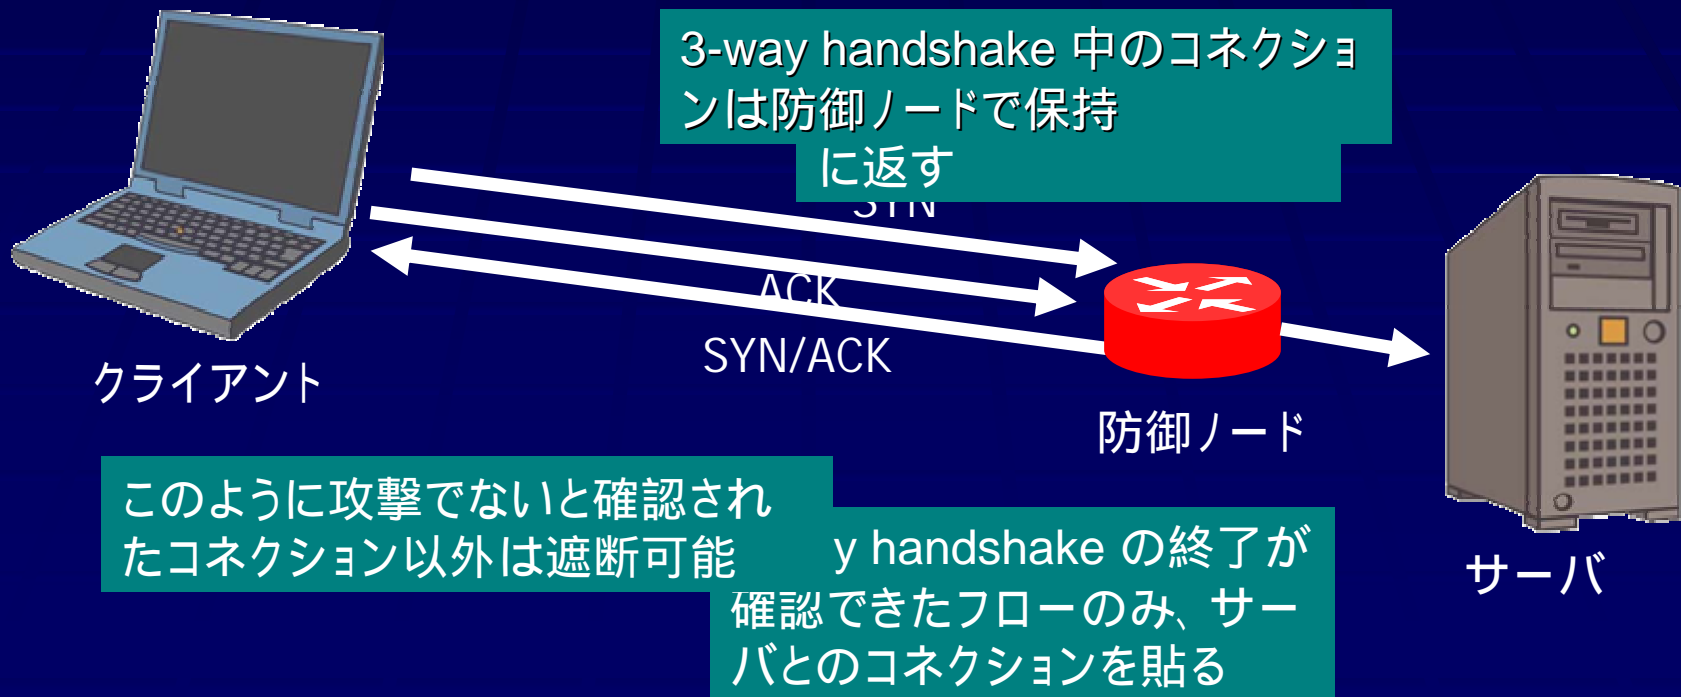 3-way handshake 中のコネクショ
ンは防御ノードで保持
に返す
SYN
ACK
SYN/ACK
クライアント
防御ノード
サーバ
このように攻撃でないと確認され
たコネクション以外は遮断可能
y handshake の終了が
確認できたフローのみ、サー
バとのコネクションを貼る